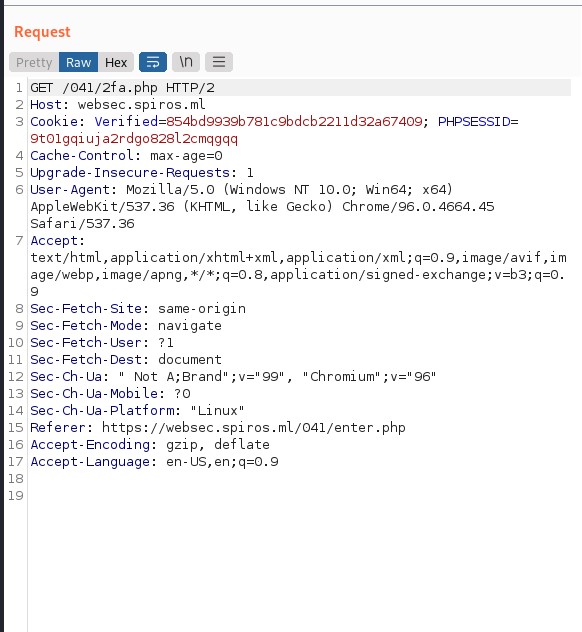 Request
Pretty Raw Hex \n
1 GET /041/2fa.php HTTP/2
2 Host: websec.spiros.ml
3 Cookie: Verified=854bd9939b781c9bdcb2211d32a67409; PHPSESSID=
9t01gqiuja2rdgo828l2cmqgqq
4 Cache-Control: max-age=0
5 Upgrade-Insecure-Requests: 1
6 User-Agent: Mozilla/5.0 (Windows NT 10.0; Win64; x64)
AppleWebKit/537.36 (KHTML, like Gecko) Chrome/96.0.4664.45
Safari/537.36
7 Accept:
text/html,application/xhtml+xml,application/xml;q=0.9,image/avif,im
age/webp,image/apng,*/*;q=0.8,application/signed-exchange;v=b3;q=0.
9
8 Sec-Fetch-Site: same-origin
9 Sec-Fetch-Mode: navigate
10 Sec-Fetch-User: ?1
11 Sec-Fetch-Dest: document
12 Sec-Ch-Ua: " Not A;Brand";v="99", "Chromium";v="96"
13 Sec-Ch-Ua-Mobile: ?0
14 Sec-Ch-Ua-Platform: "Linux"
15 Referer: https://websec.spiros.ml/041/enter.php
16 Accept-Encoding: gzip, deflate
17 Accept-Language: en-US,en;q=0.9
18
19